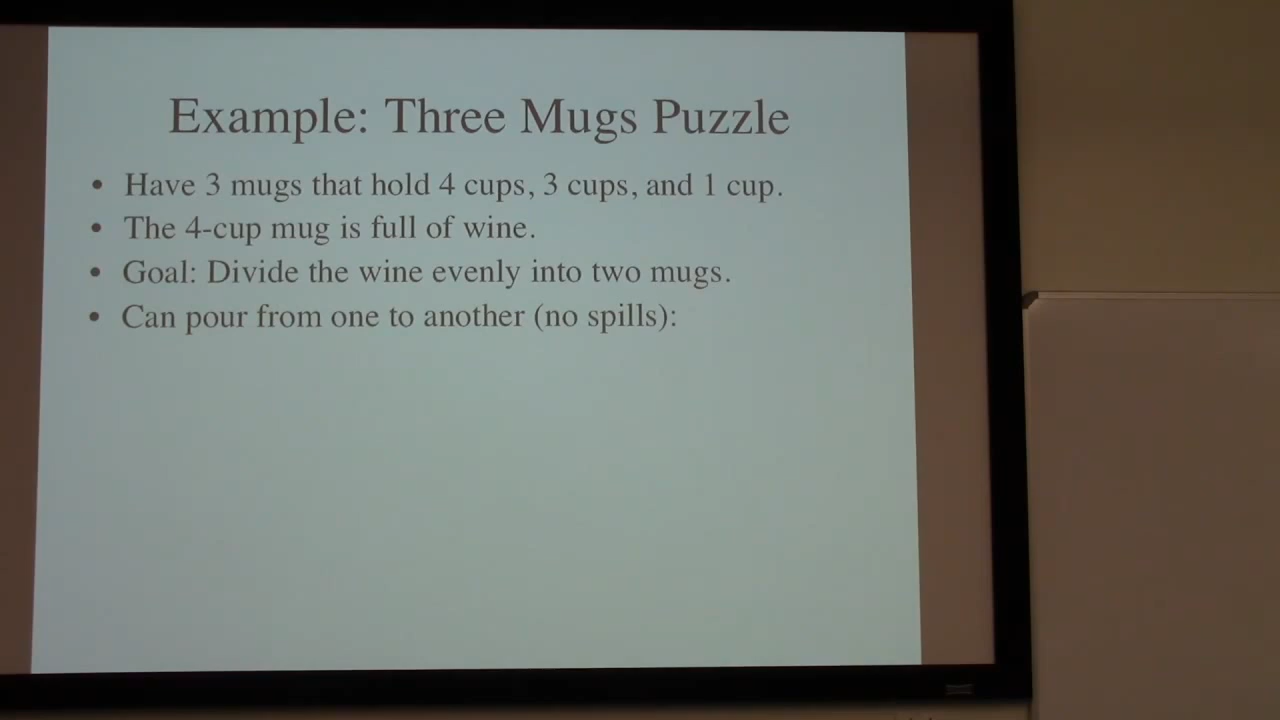 Example: Three Mugs Puzzle
• Have 3 mugs that hold 4 cups, 3 cups, and 1 cup.
• The 4-cup mug is full of wine.
• Goal: Divide the wine evenly into two mugs.
• Can pour from one to another (no spills):